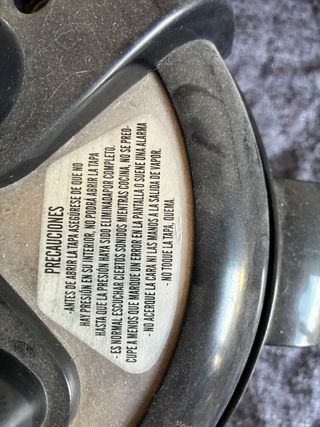 PRECAUCIONES
-ANTES DE ABRIR LA TAPA ASEGÚRESE DE QUE NO
HAY PRESIÓN EN SU INTERIOR, NO PODRÁ ABRIR LA TAPA
HASTA QUE LA PRESIÓN HAYA SIDO ELIMINADAPOR COMPLETO.
- ES NORMAL ESCUCHAR CIERTOS SONIDOS MIENTRAS COCINA, NO SE PREO-
CUPE A MENOS QUE MARQUE UN ERROR EN LA PANTALLA O SUENE UNA ALARMA
- NO ACERQUE LA CARA NI LAS MANOS A LA SALIDA DE VAPOR.
- NO TOQUE LA TAPA, QUEMA.